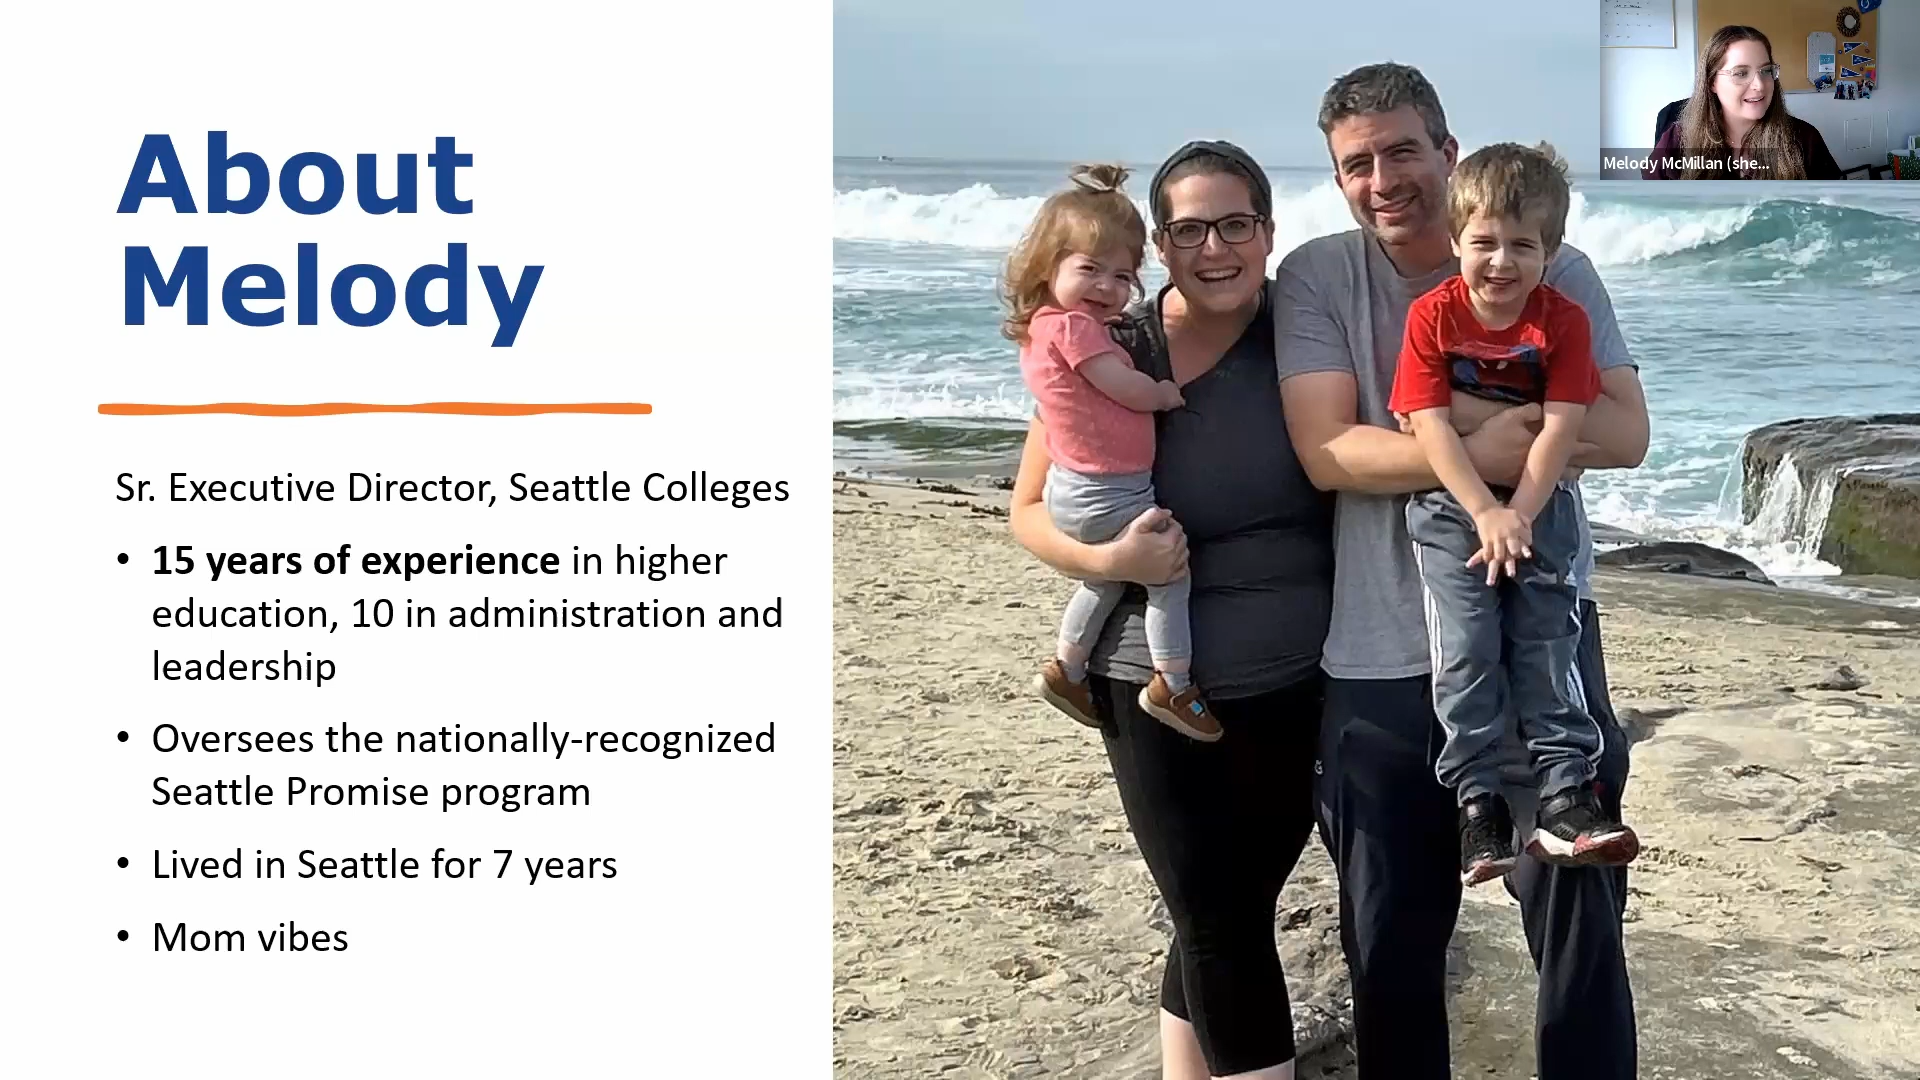 About
Melody
Sr. Executive Director, Seattle Colleges
• 15 years of experience in higher
education, 10 in administration and
leadership
• Oversees the nationally-recognized
Seattle Promise program
• Lived in Seattle for 7 years
• Mom vibes
Melody McMillan (she...